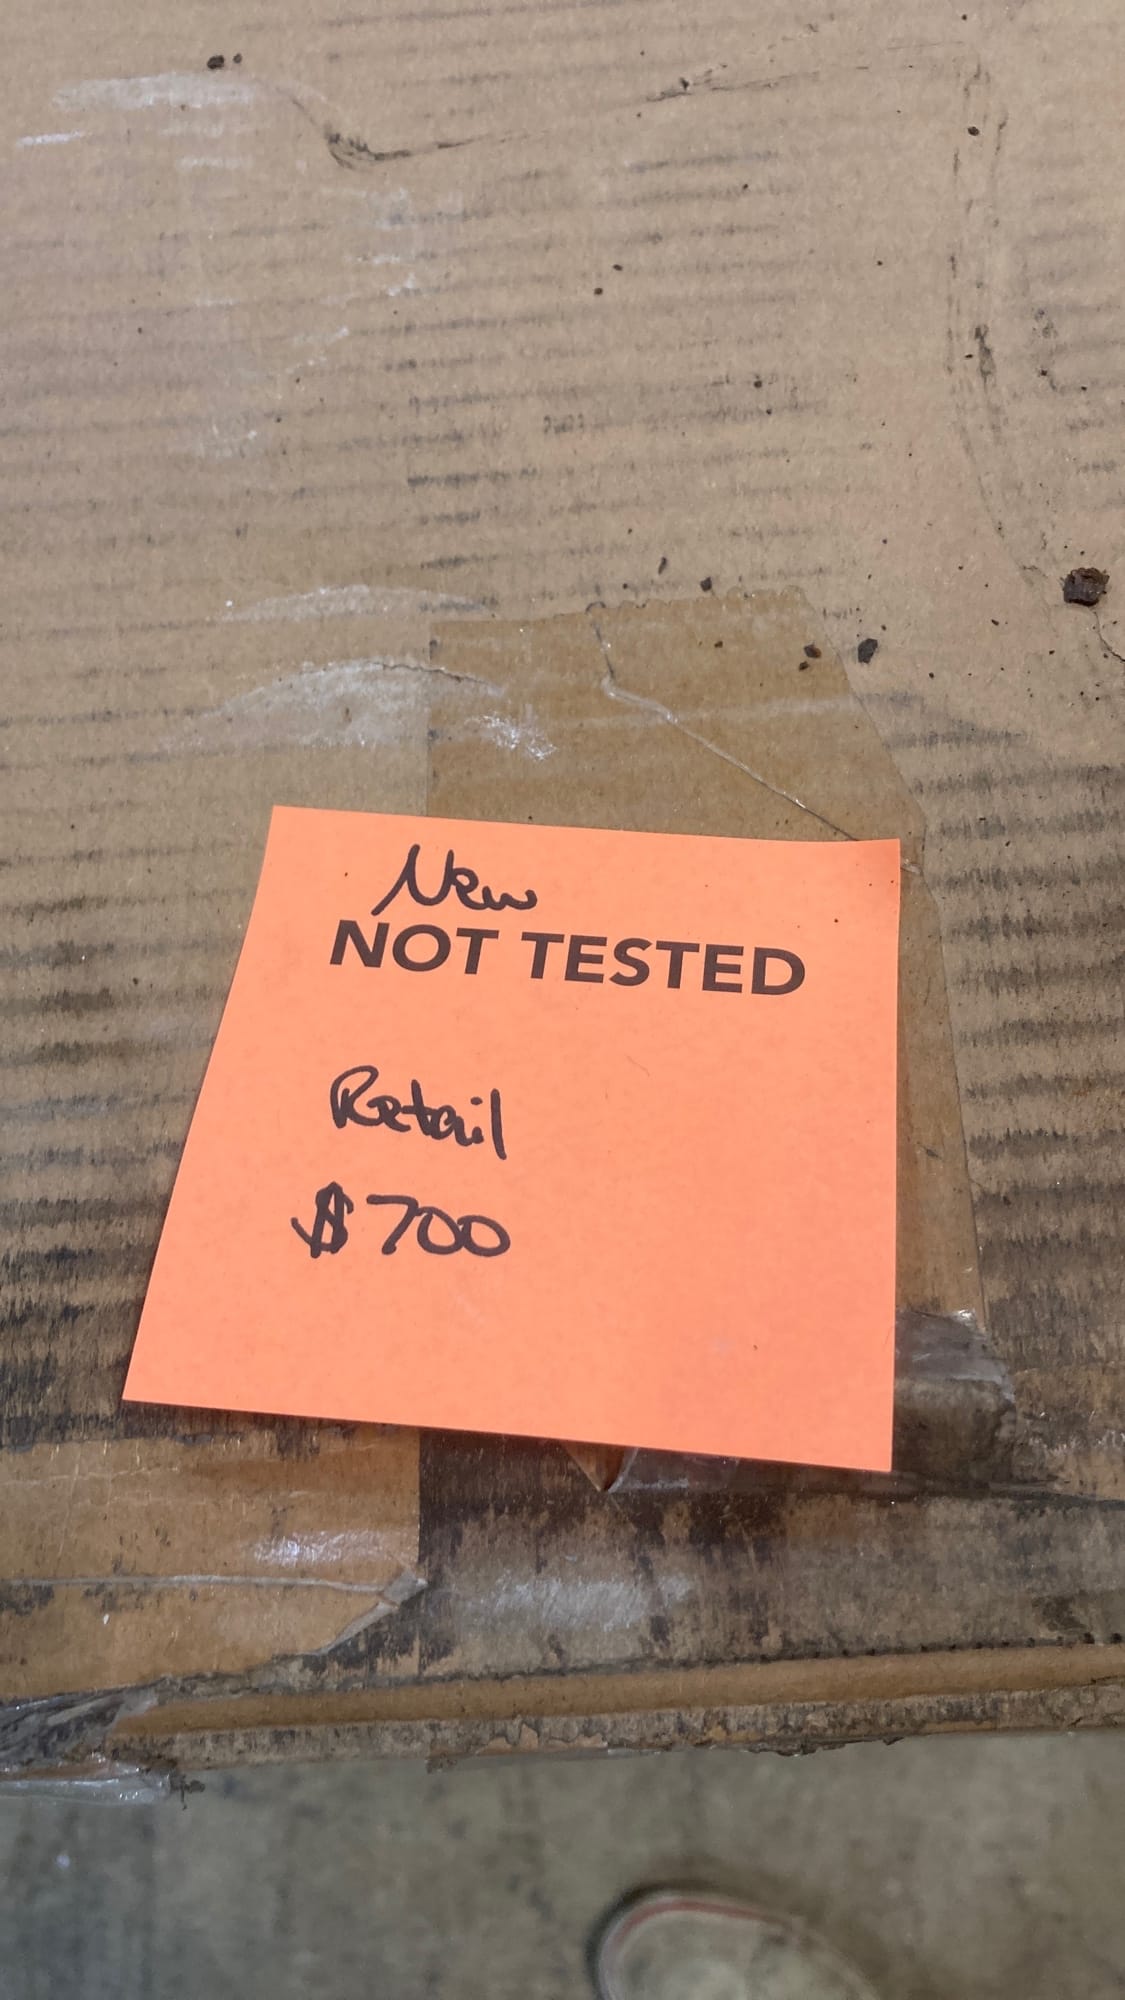 New
NOT TESTED
Retail
$700